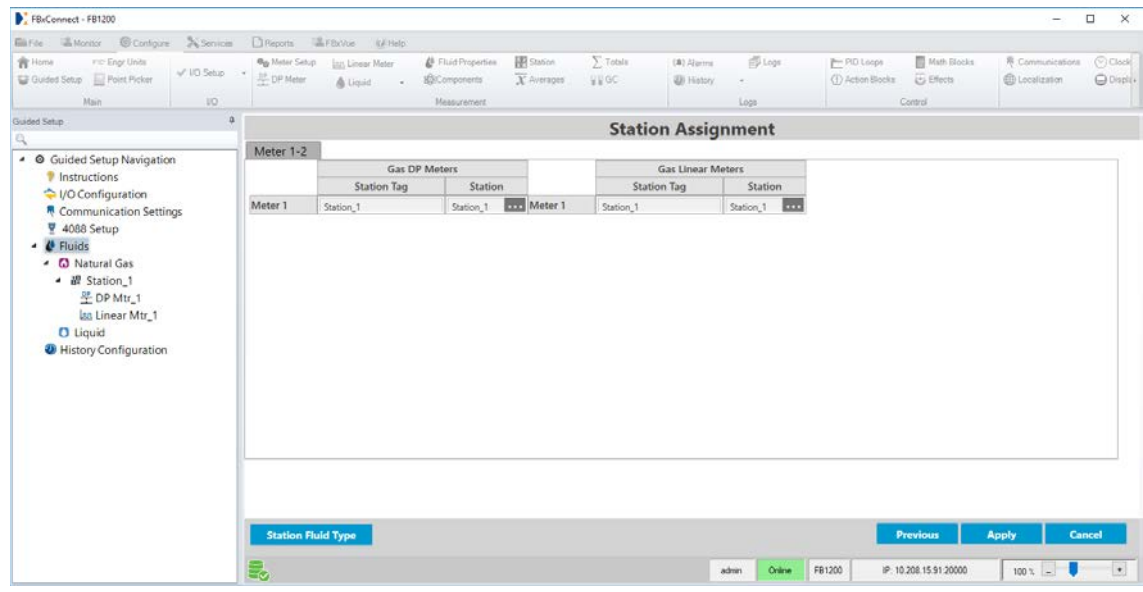 FBxConnect - FB1200
File Monitor Configure Services Reports FBxVue Help
Home Engr Units I/O Setup Meter Setup Linear Meter Fluid Properties Station Totals Alarms Logs PID Loops Math Blocks Communications Clock
Guided Setup Point Picker DP Meter Liquid Components Averages GC History Action Blocks Effects Localization Display
Main I/O Measurement Logs Control
Guided Setup
Station Assignment
Guided Setup Navigation
Instructions
I/O Configuration
Communication Settings
4088 Setup
Fluids
Natural Gas
Station_1
DP Mtr_1
Linear Mtr_1
Liquid
History Configuration
Meter 1-2
Gas DP Meters Gas Linear Meters
Station Tag Station Station Tag Station
Meter 1 Station_1 Station_1 ... Meter 1 Station_1 Station_1 ...
Station Fluid Type Previous Apply Cancel
admin Online FB1200 IP: 10.208.15.91:20000 100 % - +